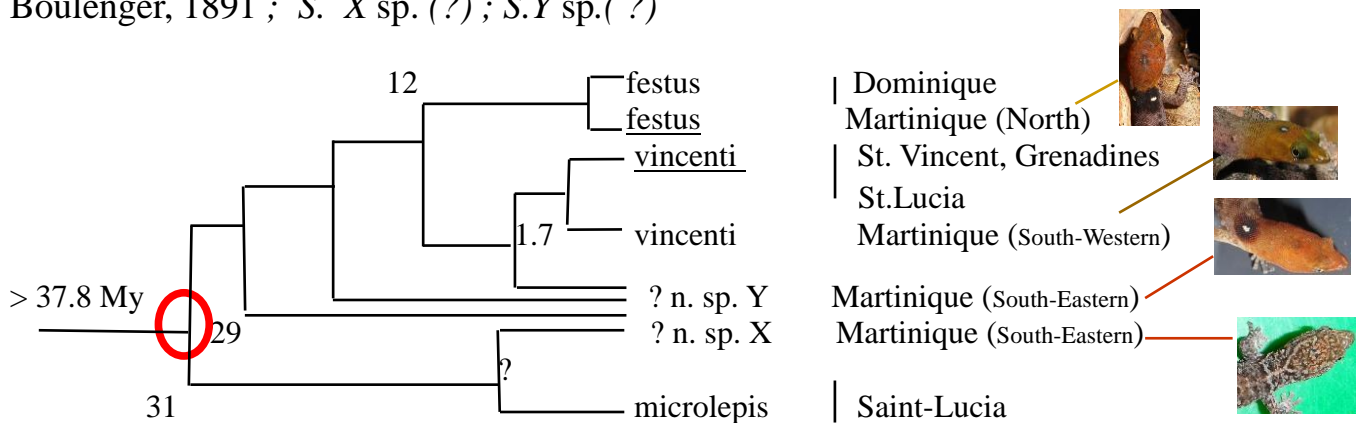 Boulenger, 1891 ; S. X sp. (?) ; S.Y sp.( ?)
12
festus
Dominique
festus
Martinique (North)
vincenti
St. Vincent, Grenadines
St.Lucia
1.7
vincenti
Martinique (South-Western)
> 37.8 My
? n. sp. Y
Martinique (South-Eastern)
29
? n. sp. X
Martinique (South-Eastern)
?
31
microlepis
Saint-Lucia